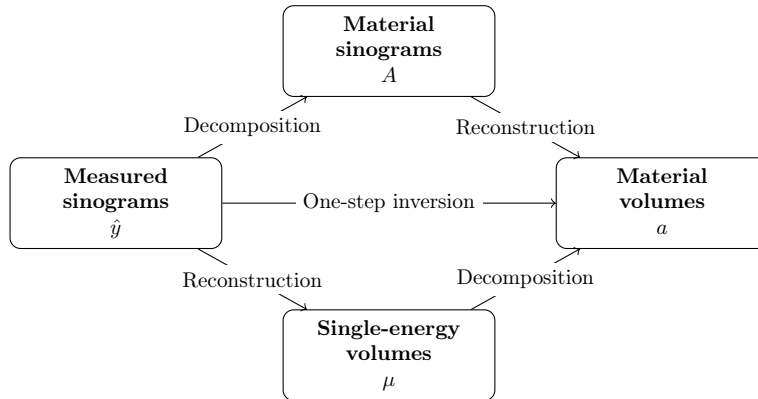 Material
sinograms
A
Decomposition
Reconstruction
Measured
sinograms
ŷ
One-step inversion
Material
volumes
a
Reconstruction
Decomposition
Single-energy
volumes
μ